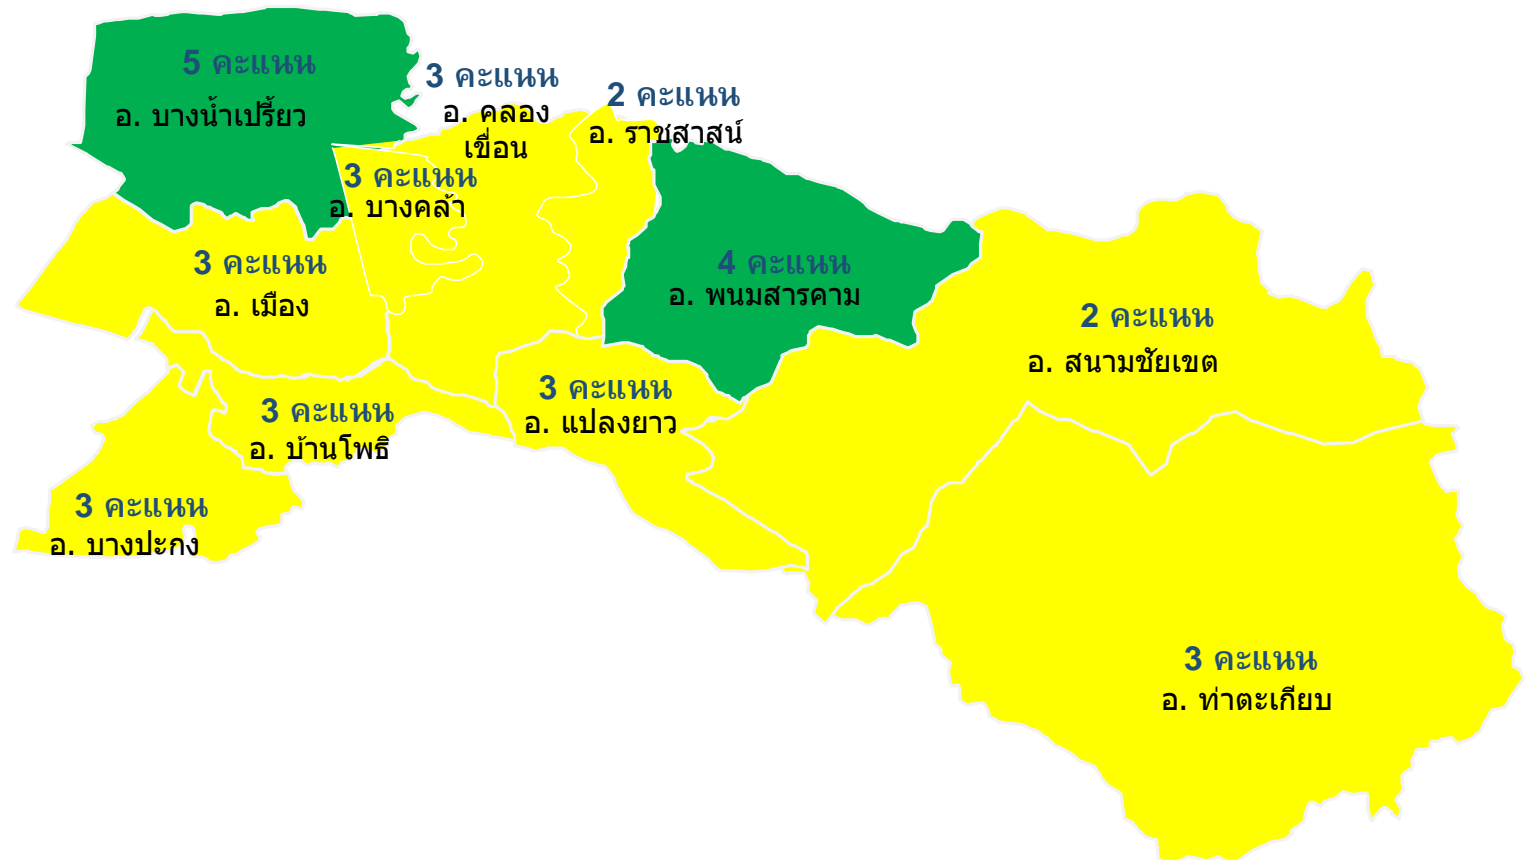 5 คะแนน
อ. บางน้ำเปรี้ยว
3 คะแนน
อ. คลอง
เขื่อน
2 คะแนน
อ. ราชสาสน์
3 คะแนน
อ. บางคล้า
3 คะแนน
อ. เมือง
4 คะแนน
อ. พนมสารคาม
2 คะแนน
อ. สนามชัยเขต
3 คะแนน
อ. แปลงยาว
3 คะแนน
อ. บ้านโพธิ
3 คะแนน
อ. บางปะกง
3 คะแนน
อ. ท่าตะเกียบ